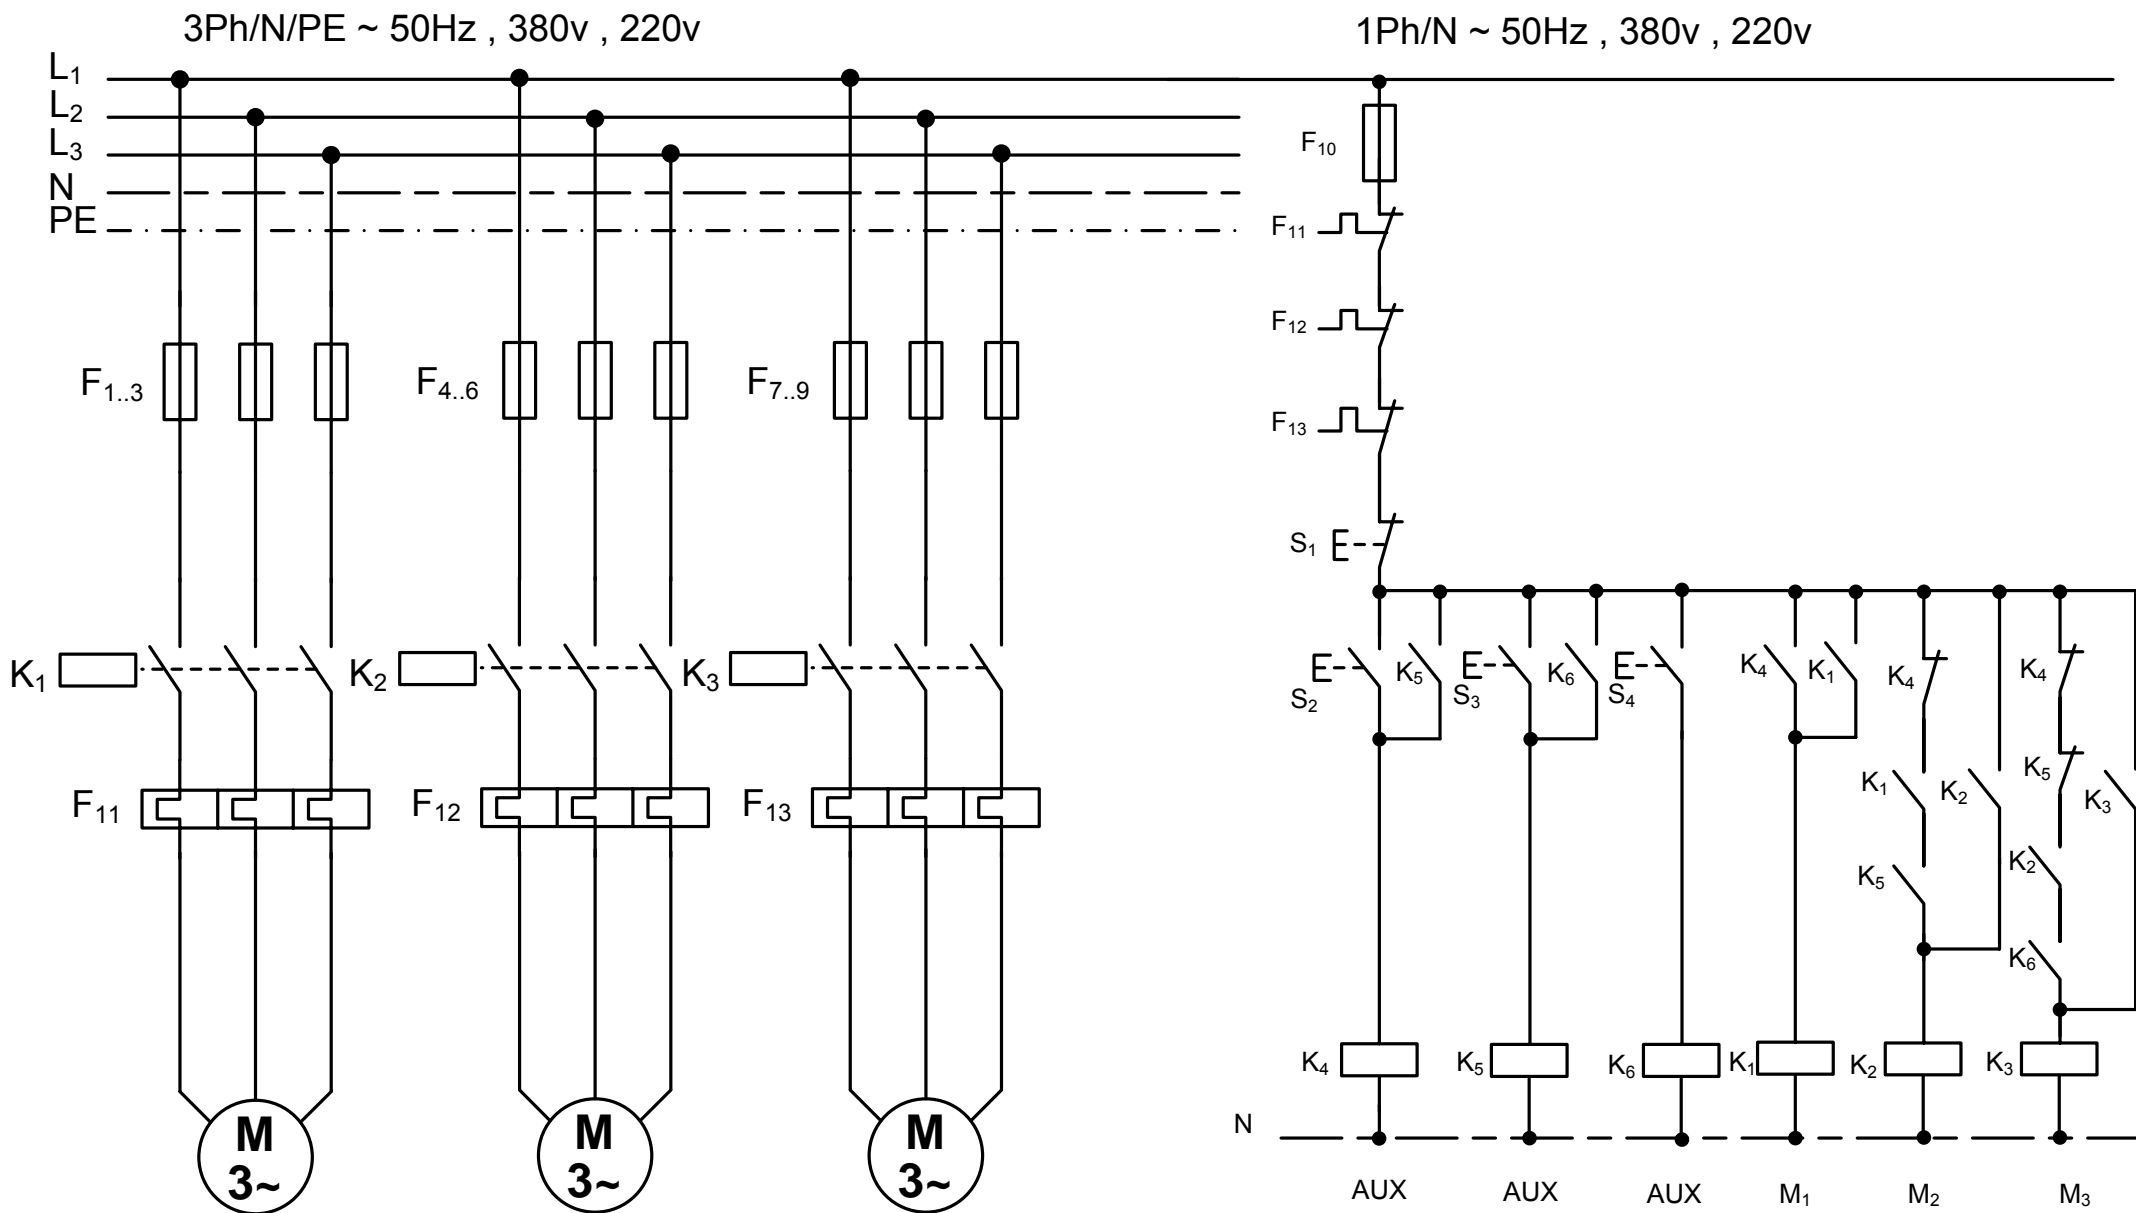 3Ph/N/PE ~ 50Hz , 380v , 220v
1Ph/N ~ 50Hz , 380v , 220v
L1
L2
L3
N
PE
F10
F11
F12
F13
S1
F1..3
F4..6
F7..9
K1
K2
K3
S2
K5
S3
K6
S4
K4
K1
K4
K4
K1
K2
K5
K3
K5
K2
K6
F11
F12
F13
K4
K5
K6
K1
K2
K3
N
M
3~
M
3~
M
3~
AUX
AUX
AUX
M1
M2
M3